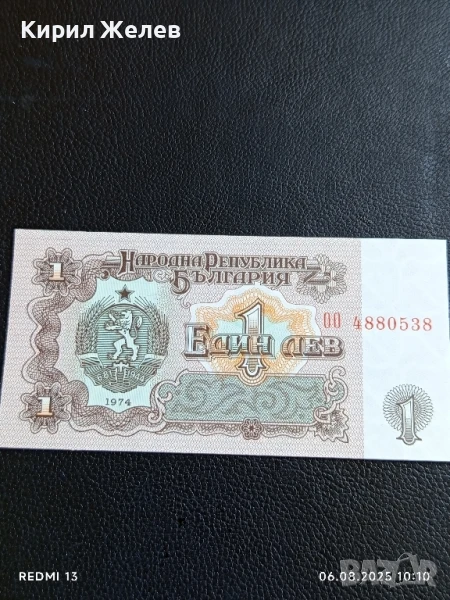 Кирил Желев
НАРОДНА РЕПУБЛИКА
БЪЛГАРИЯ
1
1
ЕДИН ЛЕВ
ОО 4880538
1974
1
1
BAZAR
REDMI 13
06.08.2025 10:10